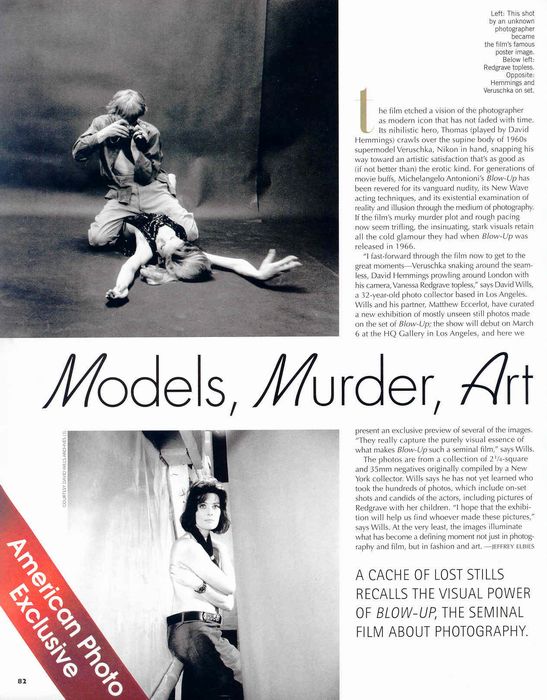 Left: This shot
by an unknown
photographer
became
the film's famous
poster image.
Below left:
Redgrave topless.
Opposite:
Hemmings and
Veruschka on set.
the film etched a vision of the photographer
as modern icon that has not faded with time.
Its nihilistic hero, Thomas (played by David
Hemmings) crawls over the supine body of 1960s
supermodel Veruschka, Nikon in hand, snapping his
way toward an artistic satisfaction that's as good as
(if not better than) the erotic kind. For generations of
movie buffs, Michelangelo Antonioni's Blow-Up has
been revered for its vanguard nudity, its New Wave
acting techniques, and its existential examination of
reality and illusion through the medium of photography.
If the film's murky murder plot and rough pacing
now seem trifling, the insinuating, stark visuals retain
all the cold glamour they had when Blow-Up was
released in 1966.
"I fast-forward through the film now to get to the
great moments—Veruschka snaking around the seam-
less, David Hemmings prowling around London with
his camera, Vanessa Redgrave topless," says David Wills,
a 32-year-old photo collector based in Los Angeles.
Wills and his partner, Matthew Eccerlot, have curated
a new exhibition of mostly unseen still photos made
on the set of Blow-Up; the show will debut on March
6 at the HQ Gallery in Los Angeles, and here we
Models, Murder, Art
present an exclusive preview of several of the images.
"They really capture the purely visual essence of
what makes Blow-Up such a seminal film," says Wills.
The photos are from a collection of 2¼-square
and 35mm negatives originally compiled by a New
York collector. Wills says he has not yet learned who
took the hundreds of photos, which include on-set
shots and candids of the actors, including pictures of
Redgrave with her children. "I hope that the exhibi-
tion will help us find whoever made these pictures,"
says Wills. At the very least, the images illuminate
what has become a defining moment not just in photog-
raphy and film, but in fashion and art. —JEFFREY ELBIES
A CACHE OF LOST STILLS
RECALLS THE VISUAL POWER
OF BLOW-UP, THE SEMINAL
FILM ABOUT PHOTOGRAPHY.
American Photo
Exclusive
82